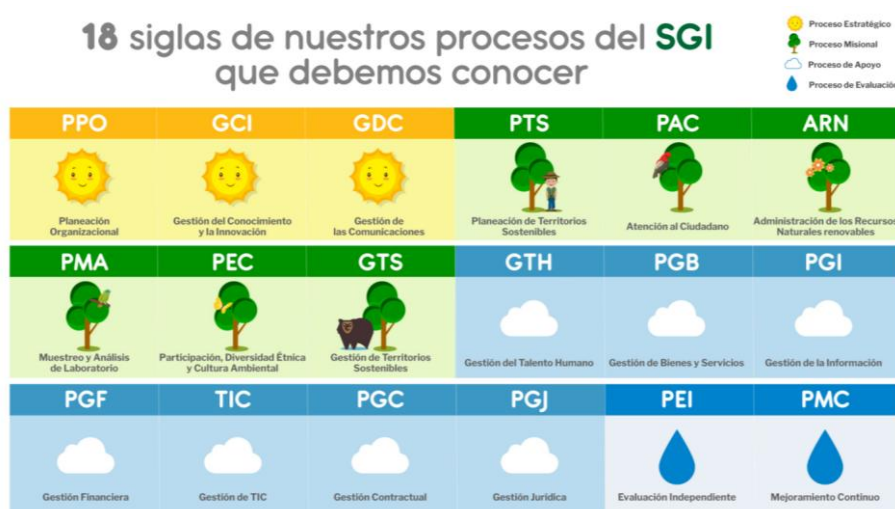 18 siglas de nuestros procesos del SGI
que debemos conocer
Proceso Estratégico
Proceso Misional
Proceso de Apoyo
Proceso de Evaluación
PPO
GCI
GDC
PTS
PAC
ARN
Planeación
Organizacional
Gestión del Conocimiento
y la Innovación
Gestión de
las Comunicaciones
Planeación de Territorios
Sostenibles
Atención al Ciudadano
Administración de los Recursos
Naturales renovables
PMA
PEC
GTS
GTH
PGB
PGI
Muestreo y Análisis
de Laboratorio
Participación, Diversidad Étnica
y Cultura Ambiental
Gestión de Territorios
Sostenibles
Gestión del Talento Humano
Gestión de Bienes y Servicios
Gestión de la Información
PGF
TIC
PGC
PGJ
PEI
PMC
Gestión Financiera
Gestión de TIC
Gestión Contractual
Gestión Jurídica
Evaluación Independiente
Mejoramiento Continuo